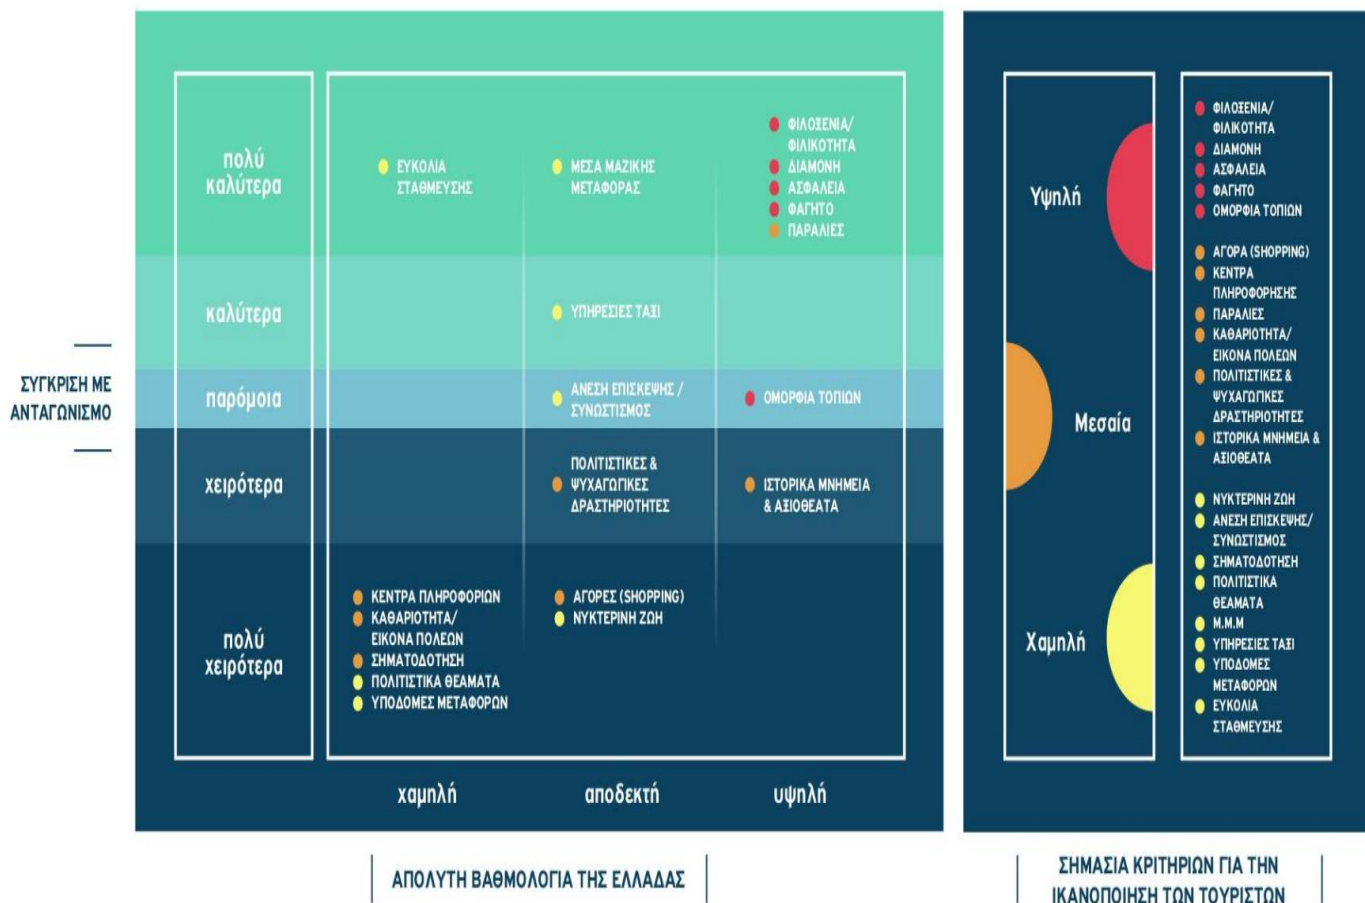 ΣΥΓΚΡΙΣΗ ΜΕ
ΑΝΤΑΓΩΝΙΣΜΟ
πολύ
καλύτερα
ΕΥΚΟΛΙΑ
ΣΤΑΘΜΕΥΣΗΣ
ΜΕΣΑ ΜΑΖΙΚΗΣ
ΜΕΤΑΦΟΡΑΣ
ΦΙΛΟΞΕΝΙΑ/
ΦΙΛΙΚΟΤΗΤΑ
ΔΙΑΜΟΝΗ
ΑΣΦΑΛΕΙΑ
ΦΑΓΗΤΟ
ΠΑΡΑΛΙΕΣ
καλύτερα
ΥΠΗΡΕΣΙΕΣ ΤΑΞΙ
παρόμοια
ΑΝΕΣΗ ΕΠΙΣΚΕΨΗΣ /
ΣΥΝΩΣΤΙΣΜΟΣ
ΟΜΟΡΦΙΑ ΤΟΠΙΩΝ
χειρότερα
ΠΟΛΙΤΙΣΤΙΚΕΣ &
ΨΥΧΑΓΩΓΙΚΕΣ
ΔΡΑΣΤΗΡΙΟΤΗΤΕΣ
ΙΣΤΟΡΙΚΑ ΜΝΗΜΕΙΑ
& ΑΞΙΟΘΕΑΤΑ
πολύ
χειρότερα
ΚΕΝΤΡΑ ΠΛΗΡΟΦΟΡΙΩΝ
ΚΑΘΑΡΙΟΤΗΤΑ/
ΕΙΚΟΝΑ ΠΟΛΕΩΝ
ΣΗΜΑΤΟΔΟΤΗΣΗ
ΠΟΛΙΤΙΣΤΙΚΑ ΘΕΑΜΑΤΑ
ΥΠΟΔΟΜΕΣ ΜΕΤΑΦΟΡΩΝ
ΑΓΟΡΕΣ (SHOPPING)
ΝΥΚΤΕΡΙΝΗ ΖΩΗ
χαμηλή
αποδεκτή
υψηλή
ΑΠΟΛΥΤΗ ΒΑΘΜΟΛΟΓΙΑ ΤΗΣ ΕΛΛΑΔΑΣ
Υψηλή
ΦΙΛΟΞΕΝΙΑ/
ΦΙΛΙΚΟΤΗΤΑ
ΔΙΑΜΟΝΗ
ΑΣΦΑΛΕΙΑ
ΦΑΓΗΤΟ
ΟΜΟΡΦΙΑ ΤΟΠΙΩΝ
Μεσαία
ΑΓΟΡΑ (SHOPPING)
ΚΕΝΤΡΑ
ΠΛΗΡΟΦΟΡΗΣΗΣ
ΠΑΡΑΛΙΕΣ
ΚΑΘΑΡΙΟΤΗΤΑ/
ΕΙΚΟΝΑ ΠΟΛΕΩΝ
ΠΟΛΙΤΙΣΤΙΚΕΣ &
ΨΥΧΑΓΩΓΙΚΕΣ
ΔΡΑΣΤΗΡΙΟΤΗΤΕΣ
ΙΣΤΟΡΙΚΑ ΜΝΗΜΕΙΑ &
ΑΞΙΟΘΕΑΤΑ
Χαμηλή
ΝΥΚΤΕΡΙΝΗ ΖΩΗ
ΑΝΕΣΗ ΕΠΙΣΚΕΨΗΣ/
ΣΥΝΩΣΤΙΣΜΟΣ
ΣΗΜΑΤΟΔΟΤΗΣΗ
ΠΟΛΙΤΙΣΤΙΚΑ
ΘΕΑΜΑΤΑ
Μ.Μ.Μ
ΥΠΗΡΕΣΙΕΣ ΤΑΞΙ
ΥΠΟΔΟΜΕΣ
ΜΕΤΑΦΟΡΩΝ
ΕΥΚΟΛΙΑ
ΣΤΑΘΜΕΥΣΗΣ
ΣΗΜΑΣΙΑ ΚΡΙΤΗΡΙΩΝ ΓΙΑ ΤΗΝ
ΙΚΑΝΟΠΟΙΗΣΗ ΤΩΝ ΤΟΥΡΙΣΤΩΝ